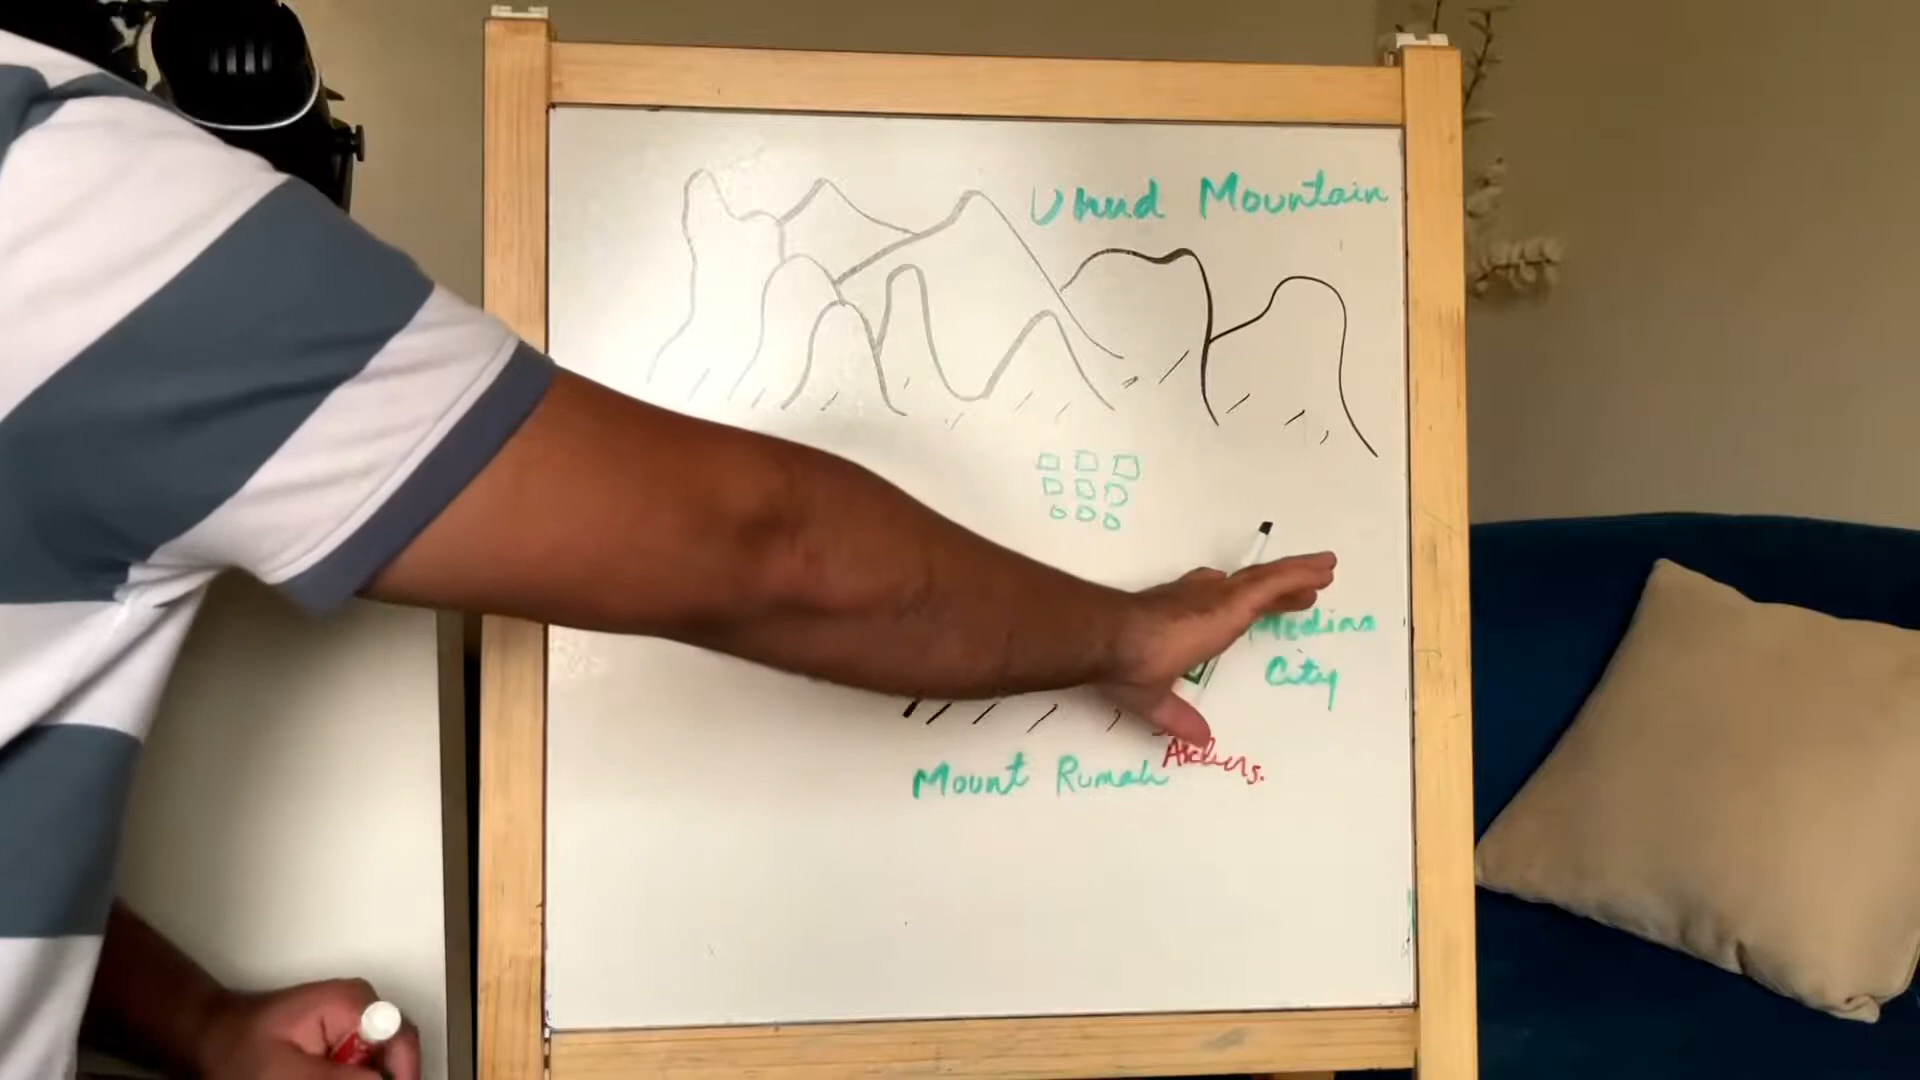 Uhud Mountain
Medina
City
Archers.
Mount Rumah